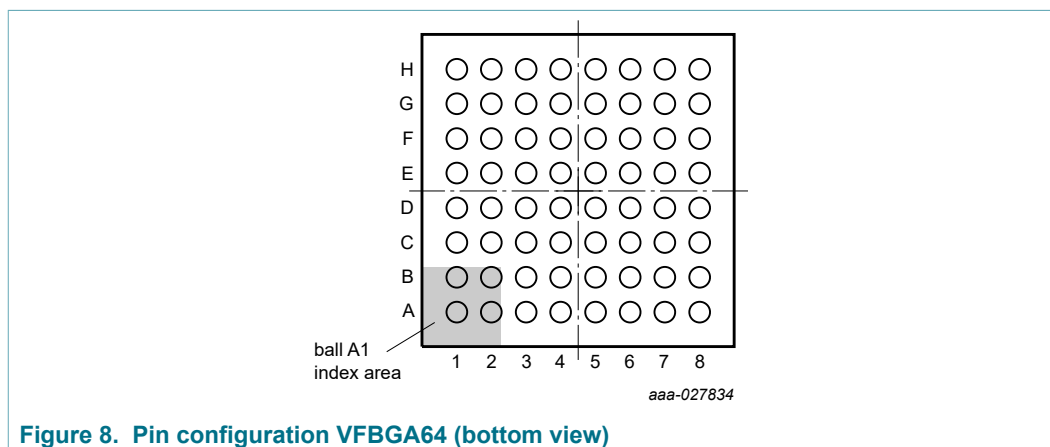 H
G
F
E
D
C
B
A
ball A1
index area
1 2 3 4 5 6 7 8
aaa-027834
Figure 8. Pin configuration VFBGA64 (bottom view)